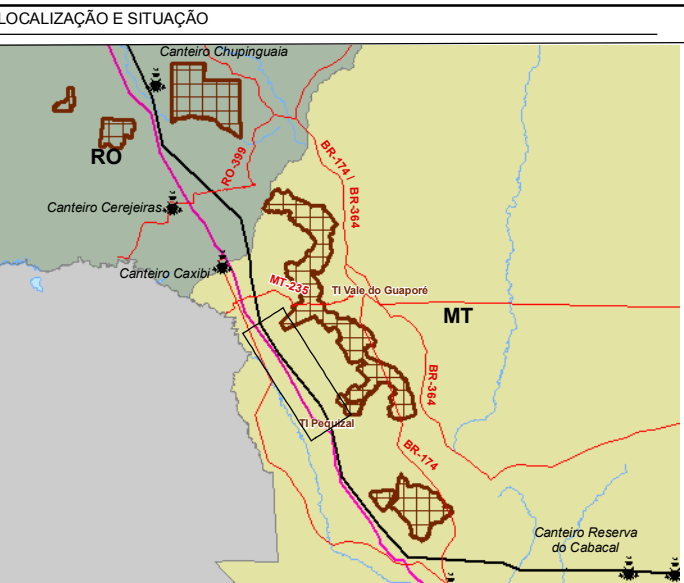 LOCALIZAÇÃO E SITUAÇÃO
Canteiro Chupinguaia
RO
RO-399
BR-174 /
BR-364
Canteiro Cerejeiras
Canteiro Caxibi
MT-235
TI Vale do Guaporé
MT
BR-364
TI Pequizal
BR-174
Canteiro Reserva
do Cabacal